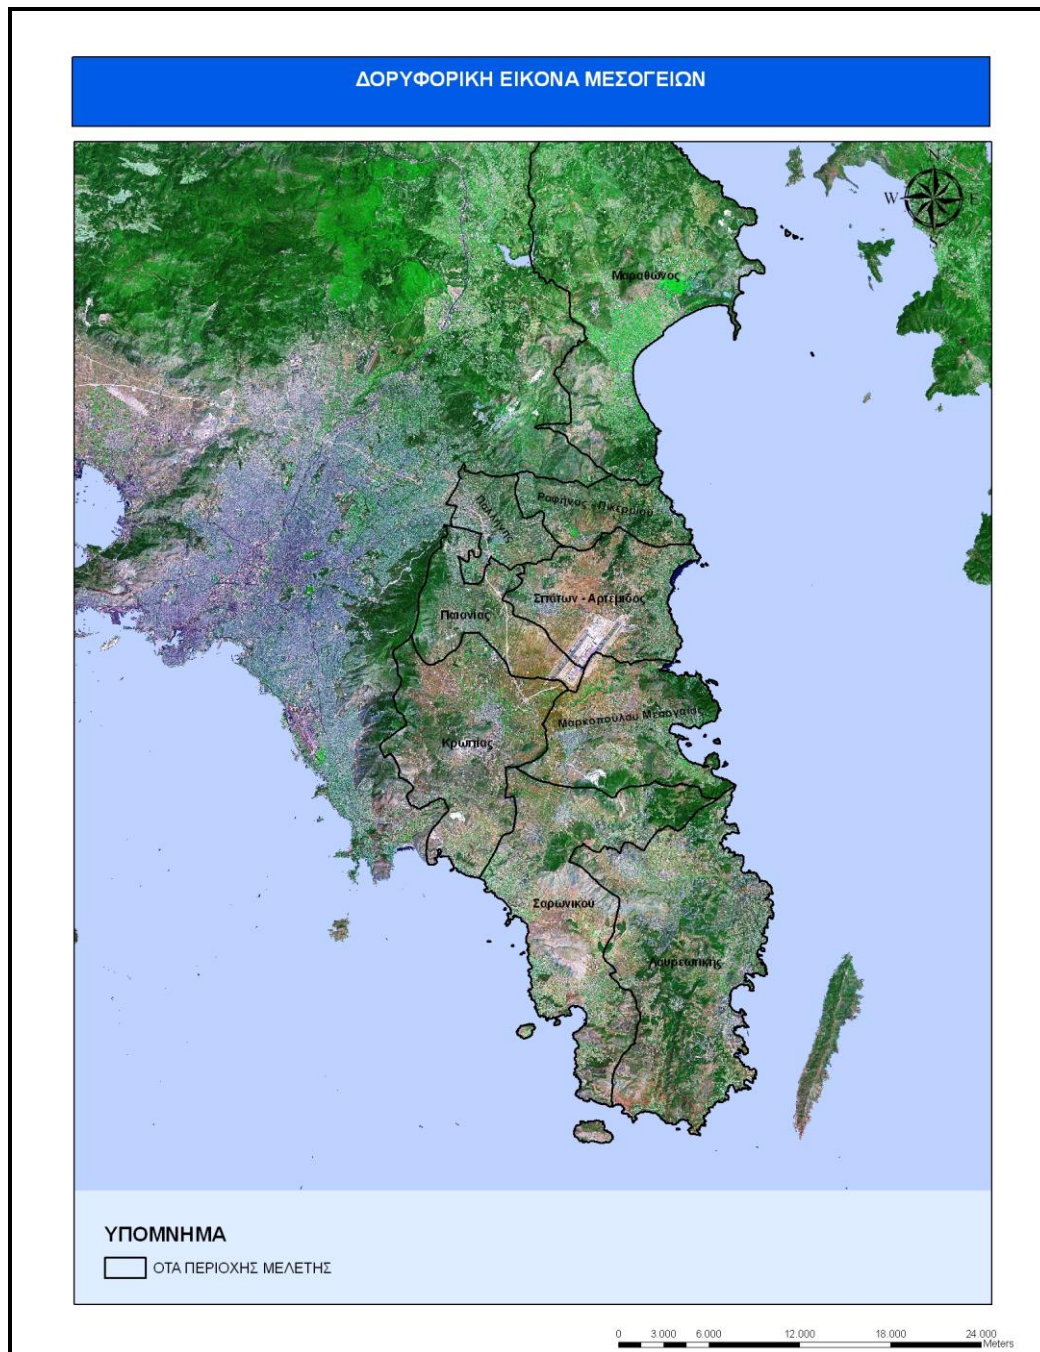 ΔΟΡΥΦΟΡΙΚΗ ΕΙΚΟΝΑ ΜΕΣΟΓΕΙΩΝ
N
W E
S
Μαραθώνος
Ραφήνος - Πικερμίου
Παλλήνης
Σπάτων - Αρτέμιδος
Παιανίας
Μαρκοπούλου Μεσογαίας
Κρωπίας
Σαρωνικού
Λαυρεωτικής
ΥΠΟΜΝΗΜΑ
ΟΤΑ ΠΕΡΙΟΧΗΣ ΜΕΛΕΤΗΣ
0 3.000 6.000 12.000 18.000 24.000
Meters